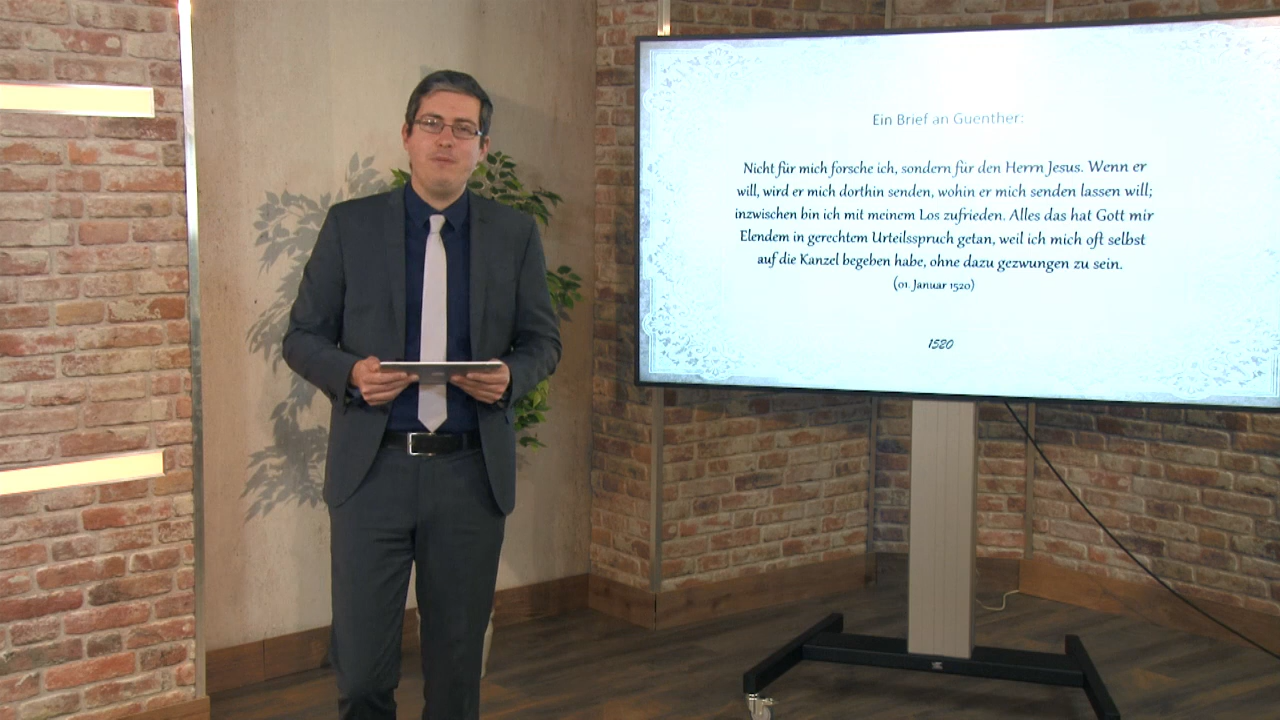 Ein Brief an Guenther:
Nicht für mich forsche ich, sondern für den Herrn Jesus. Wenn er
will, wird er mich dorthin senden, wohin er mich senden lassen will;
inzwischen bin ich mit meinem Los zufrieden. Alles das hat Gott mir
Elendem in gerechtem Urteilsspruch getan, weil ich mich oft selbst
auf die Kanzel begeben habe, ohne dazu gezwungen zu sein.
(01. Januar 1520)
1520